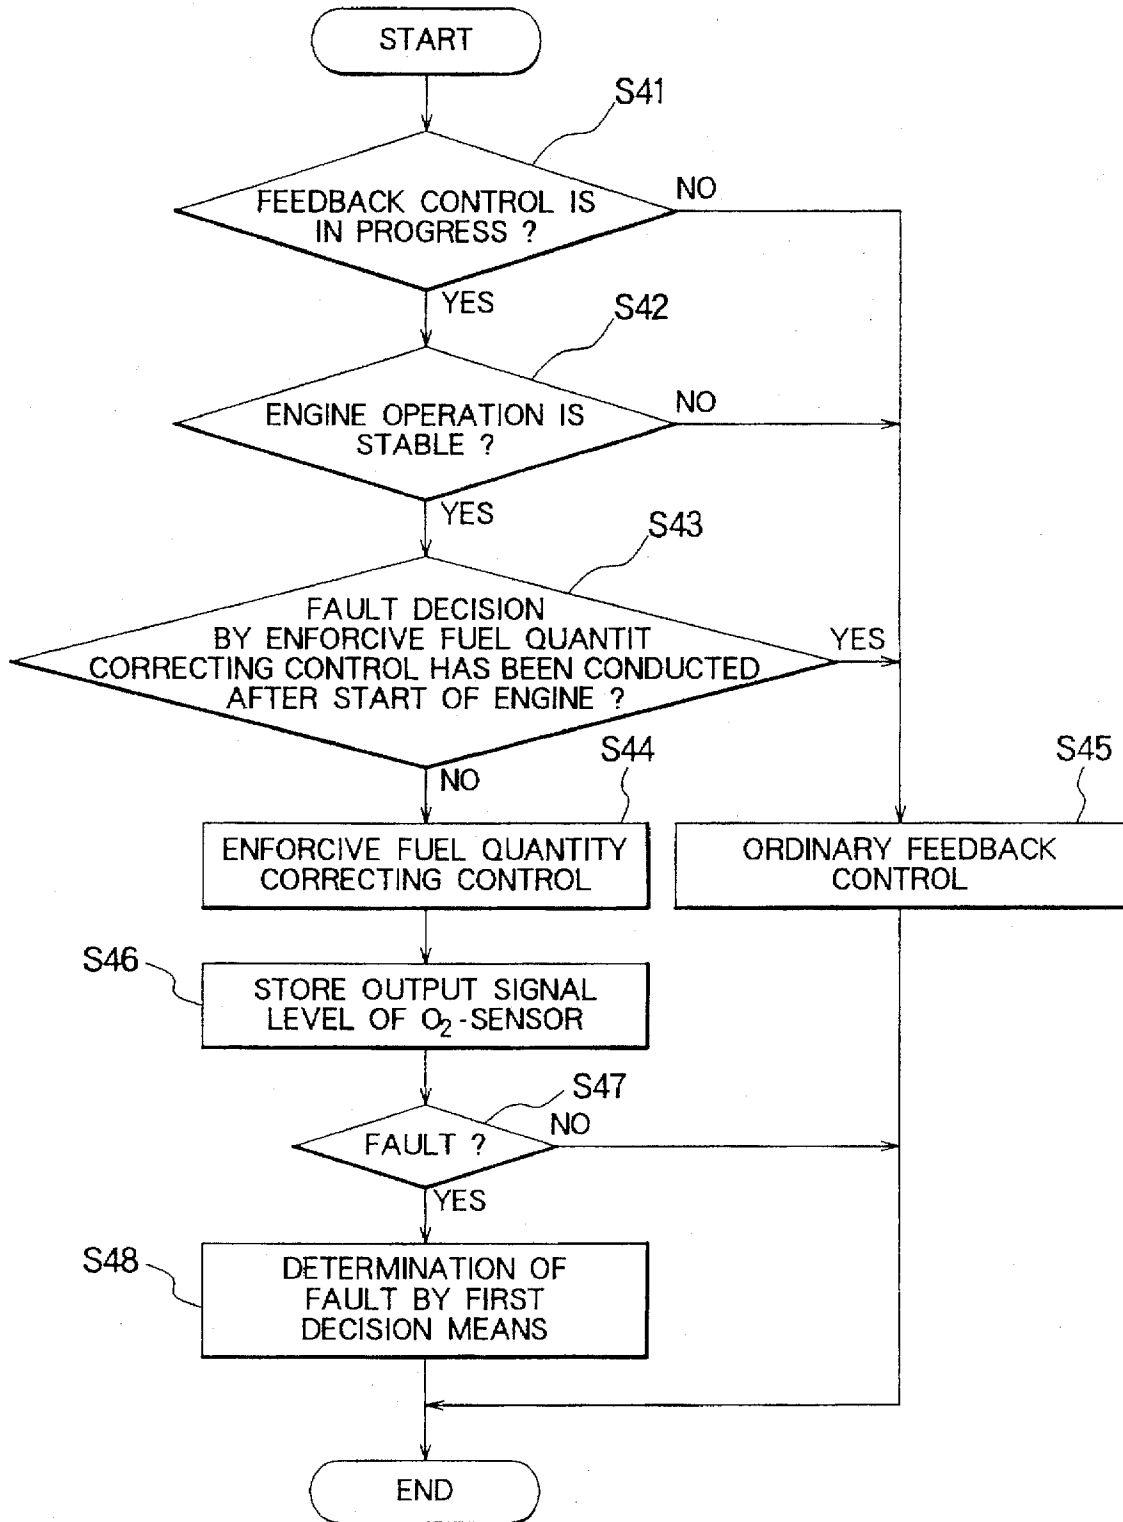 START
S41
FEEDBACK CONTROL IS
IN PROGRESS ?
NO
YES
S42
ENGINE OPERATION IS
STABLE ?
NO
YES
S43
FAULT DECISION
BY ENFORCIVE FUEL QUANTIT
CORRECTING CONTROL HAS BEEN CONDUCTED
AFTER START OF ENGINE ?
YES
NO
S44
S45
ENFORCIVE FUEL QUANTITY
CORRECTING CONTROL
ORDINARY FEEDBACK
CONTROL
S46
STORE OUTPUT SIGNAL
LEVEL OF O₂-SENSOR
S47
FAULT ?
NO
YES
S48
DETERMINATION OF
FAULT BY FIRST
DECISION MEANS
END